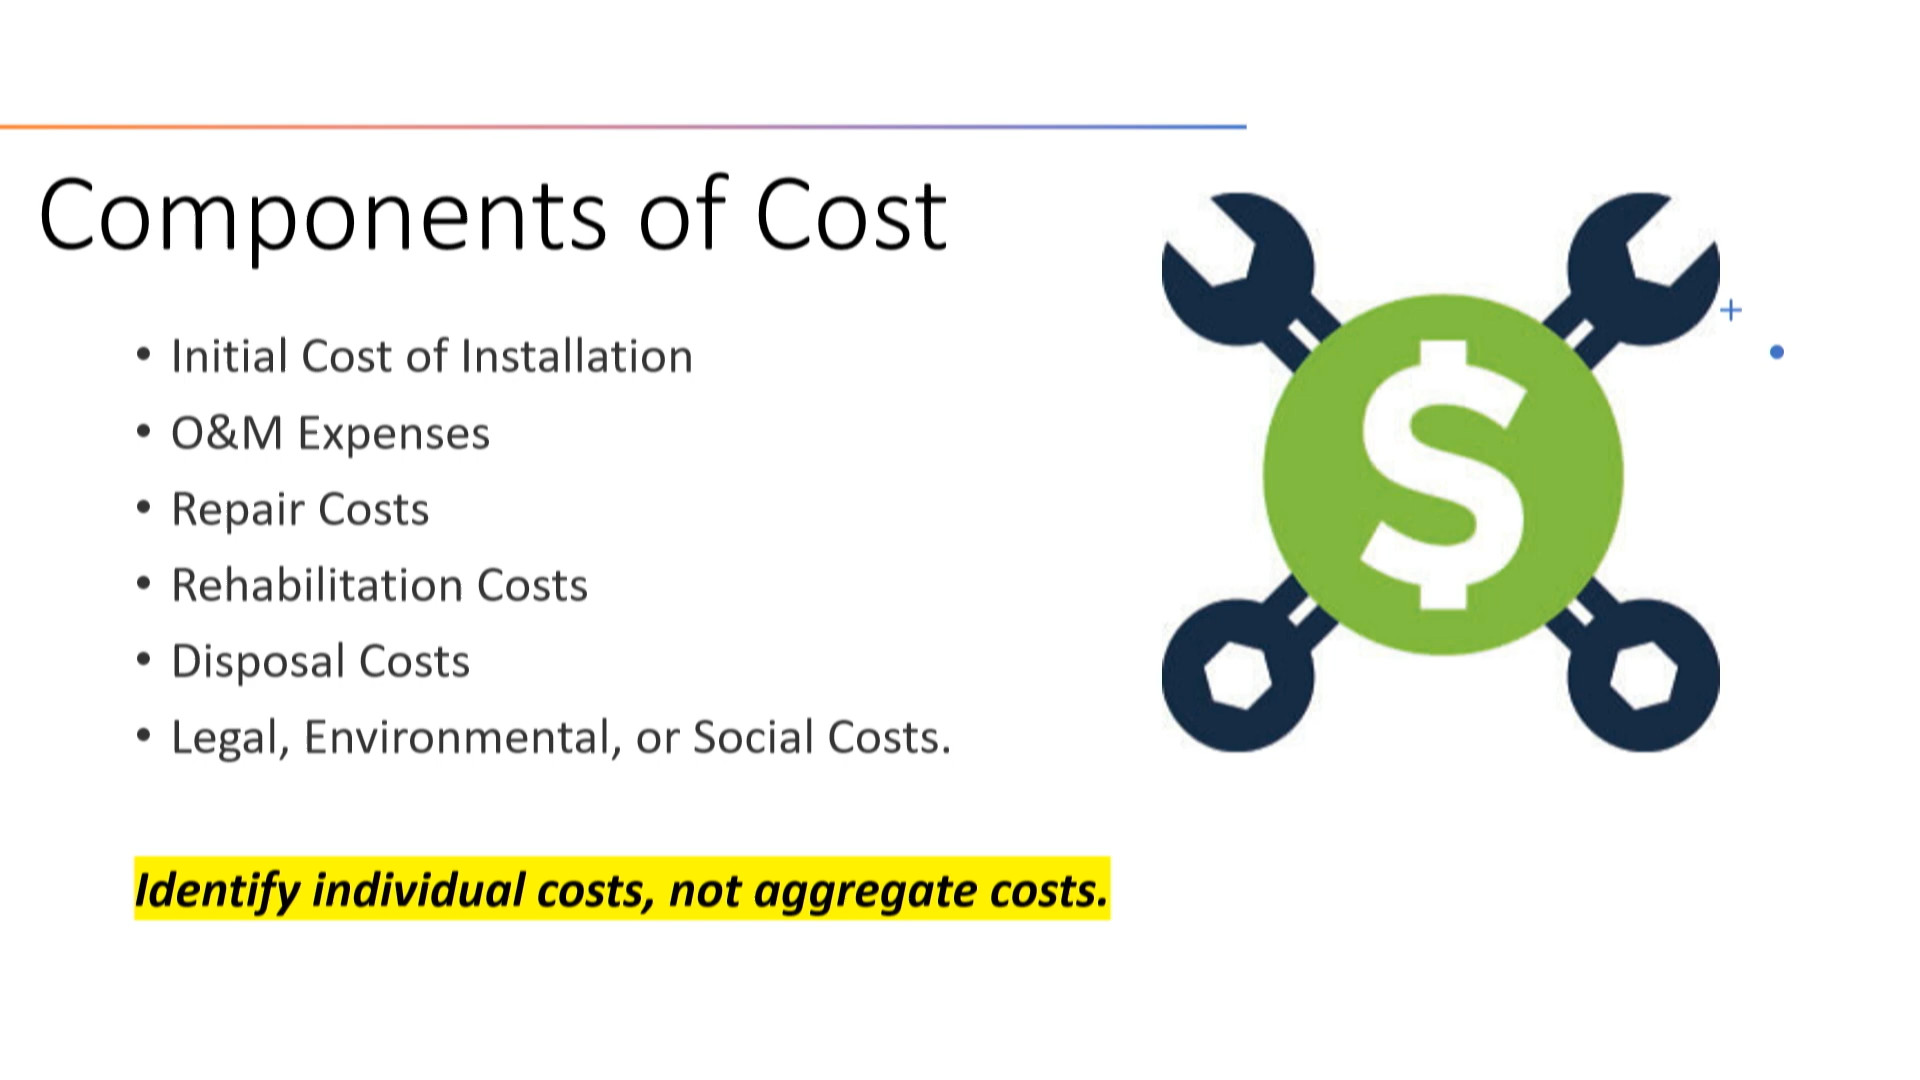 Components of Cost
• Initial Cost of Installation
• O&M Expenses
• Repair Costs
• Rehabilitation Costs
• Disposal Costs
• Legal, Environmental, or Social Costs.
Identify individual costs, not aggregate costs.
$